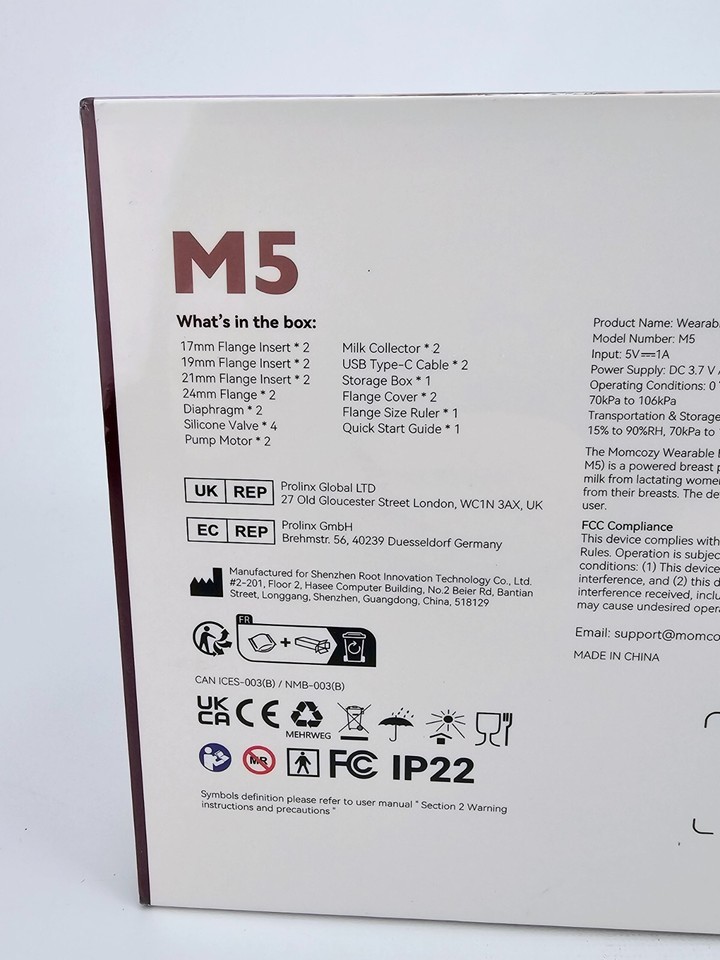 M5
What's in the box:
17mm Flange Insert * 2
19mm Flange Insert * 2
21mm Flange Insert * 2
24mm Flange * 2
Diaphragm * 2
Silicone Valve * 4
Pump Motor * 2
Milk Collector * 2
USB Type-C Cable * 2
Storage Box * 1
Flange Cover * 2
Flange Size Ruler * 1
Quick Start Guide * 1
UK REP
Prolinx Global LTD
27 Old Gloucester Street London, WC1N 3AX, UK
EC REP
Prolinx GmbH
Brehmstr. 56, 40239 Duesseldorf Germany
Manufactured for Shenzhen Root Innovation Technology Co., Ltd.
#2-201, Floor 2, Hasee Computer Building, No.2 Beier Rd, Bantian
Street, Longgang, Shenzhen, Guangdong, China, 518129
FR
CAN ICES-003(B) / NMB-003(B)
UK
CA CE
MEHRWEG
MR FC IP22
Symbols definition please refer to user manual " Section 2 Warning
instructions and precautions "
Product Name: Wearab
Model Number: M5
Input: 5V⎓1A
Power Supply: DC 3.7 V
Operating Conditions: 0
70kPa to 106kPa
Transportation & Storage
15% to 90%RH, 70kPa to
The Momcozy Wearable
M5) is a powered breast
milk from lactating wome
from their breasts. The de
user.
FCC Compliance
This device complies with
Rules. Operation is subjec
conditions: (1) This device
interference, and (2) this d
interference received, inclu
may cause undesired opera
Email: support@momco
MADE IN CHINA